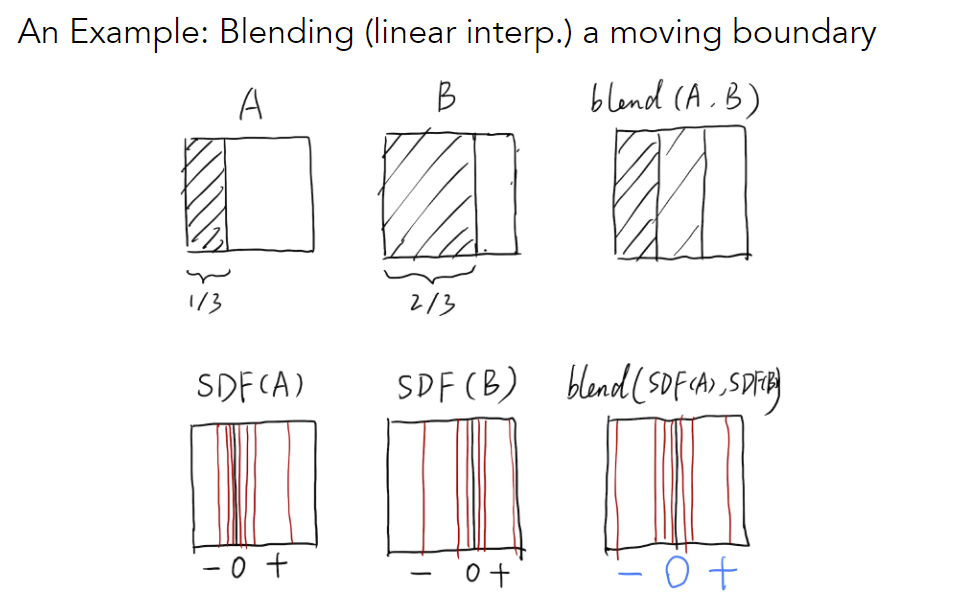 An Example: Blending (linear interp.) a moving boundary
A B blend (A, B)
1/3 2/3
SDF(A) SDF(B) blend(SDF(A), SDF(B))
- 0 + - 0 + - 0 +